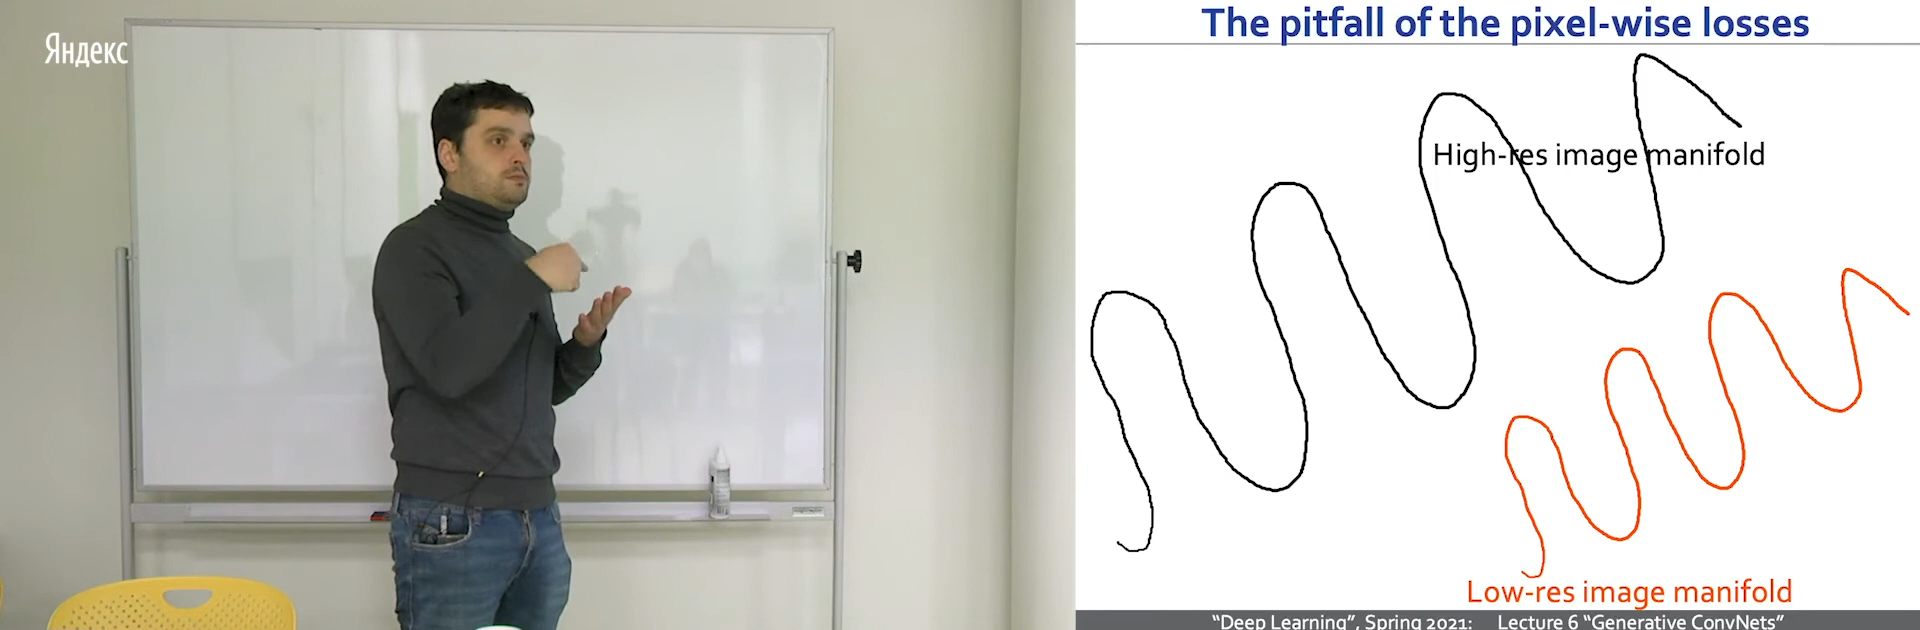 Яндекс
The pitfall of the pixel-wise losses
High-res image manifold
Low-res image manifold
"Deep Learning", Spring 2021: Lecture 6 "Generative ConvNets"